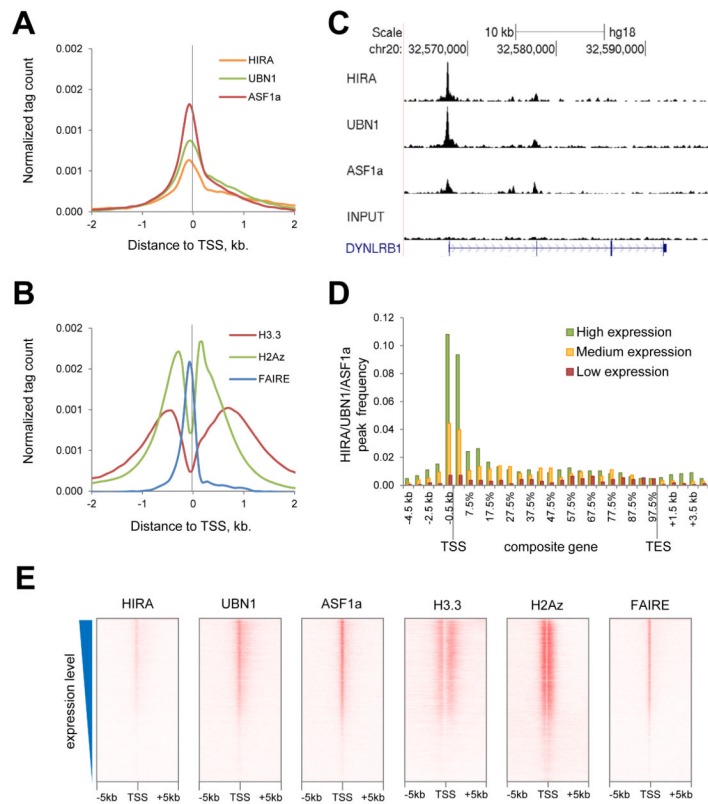 A
Normalized tag count
0.002
0.002
0.001
0.001
0.000
-2
-1
0
1
2
Distance to TSS, kb.
HIRA
UBN1
ASF1a
B
Normalized tag count
0.002
0.002
0.001
0.001
0.000
-2
-1
0
1
2
Distance to TSS, kb.
H3.3
H2Az
FAIRE
C
Scale
10 kb
hg18
chr20:
32,570,000
32,580,000
32,590,000
HIRA
UBN1
ASF1a
INPUT
DYNLRB1
D
HIRA/UBN1/ASF1a
peak frequency
0.12
0.10
0.08
0.06
0.04
0.02
0.00
High expression
Medium expression
Low expression
-4.5 kb
-2.5 kb
-0.5 kb
7.5%
17.5%
27.5%
37.5%
47.5%
57.5%
67.5%
77.5%
87.5%
97.5%
+1.5 kb
+3.5 kb
TSS
composite gene
TES
E
expression level
HIRA
UBN1
ASF1a
H3.3
H2Az
FAIRE
-5kb TSS +5kb
-5kb TSS +5kb
-5kb TSS +5kb
-5kb TSS +5kb
-5kb TSS +5kb
-5kb TSS +5kb